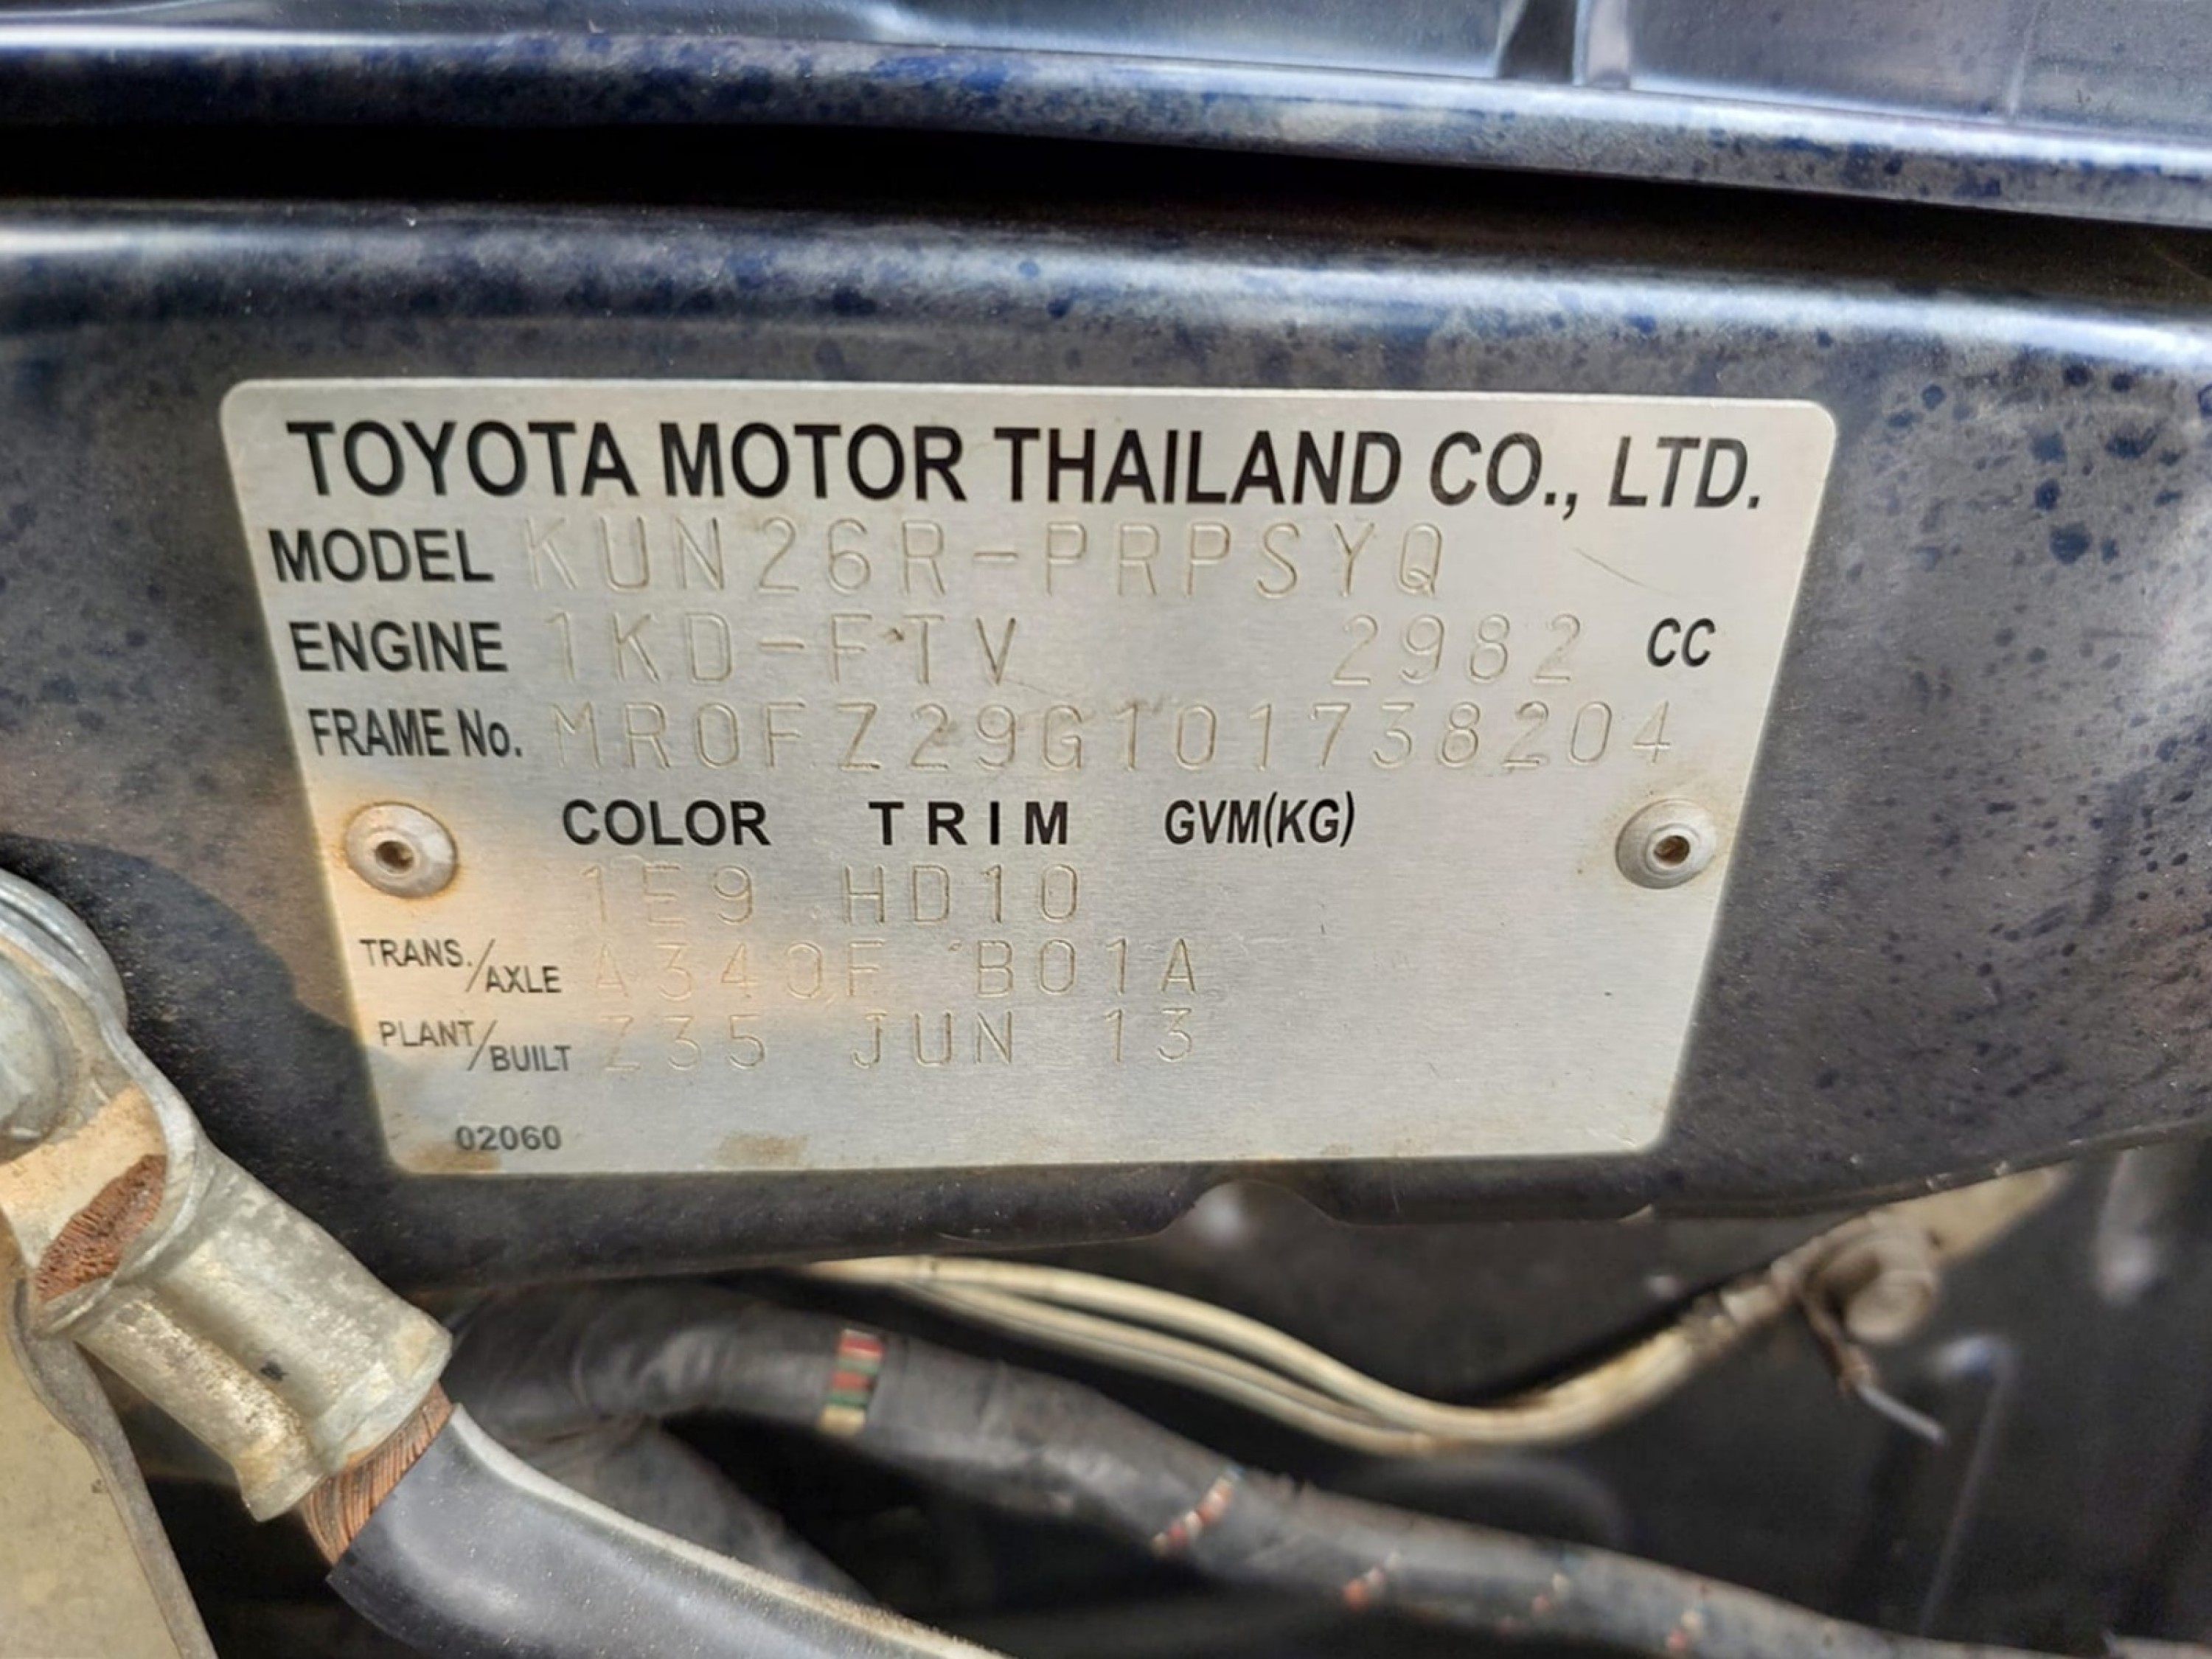 TOYOTA MOTOR THAILAND CO., LTD.
MODEL KUN26R-PRPSYQ
ENGINE 1KD-FTV 2982 CC
FRAME No. MR0FZ29G101738204
COLOR TRIM GVM(KG)
1E9 HD10
TRANS./AXLE A340F B01A
PLANT/BUILT Z35 JUN 13
02060